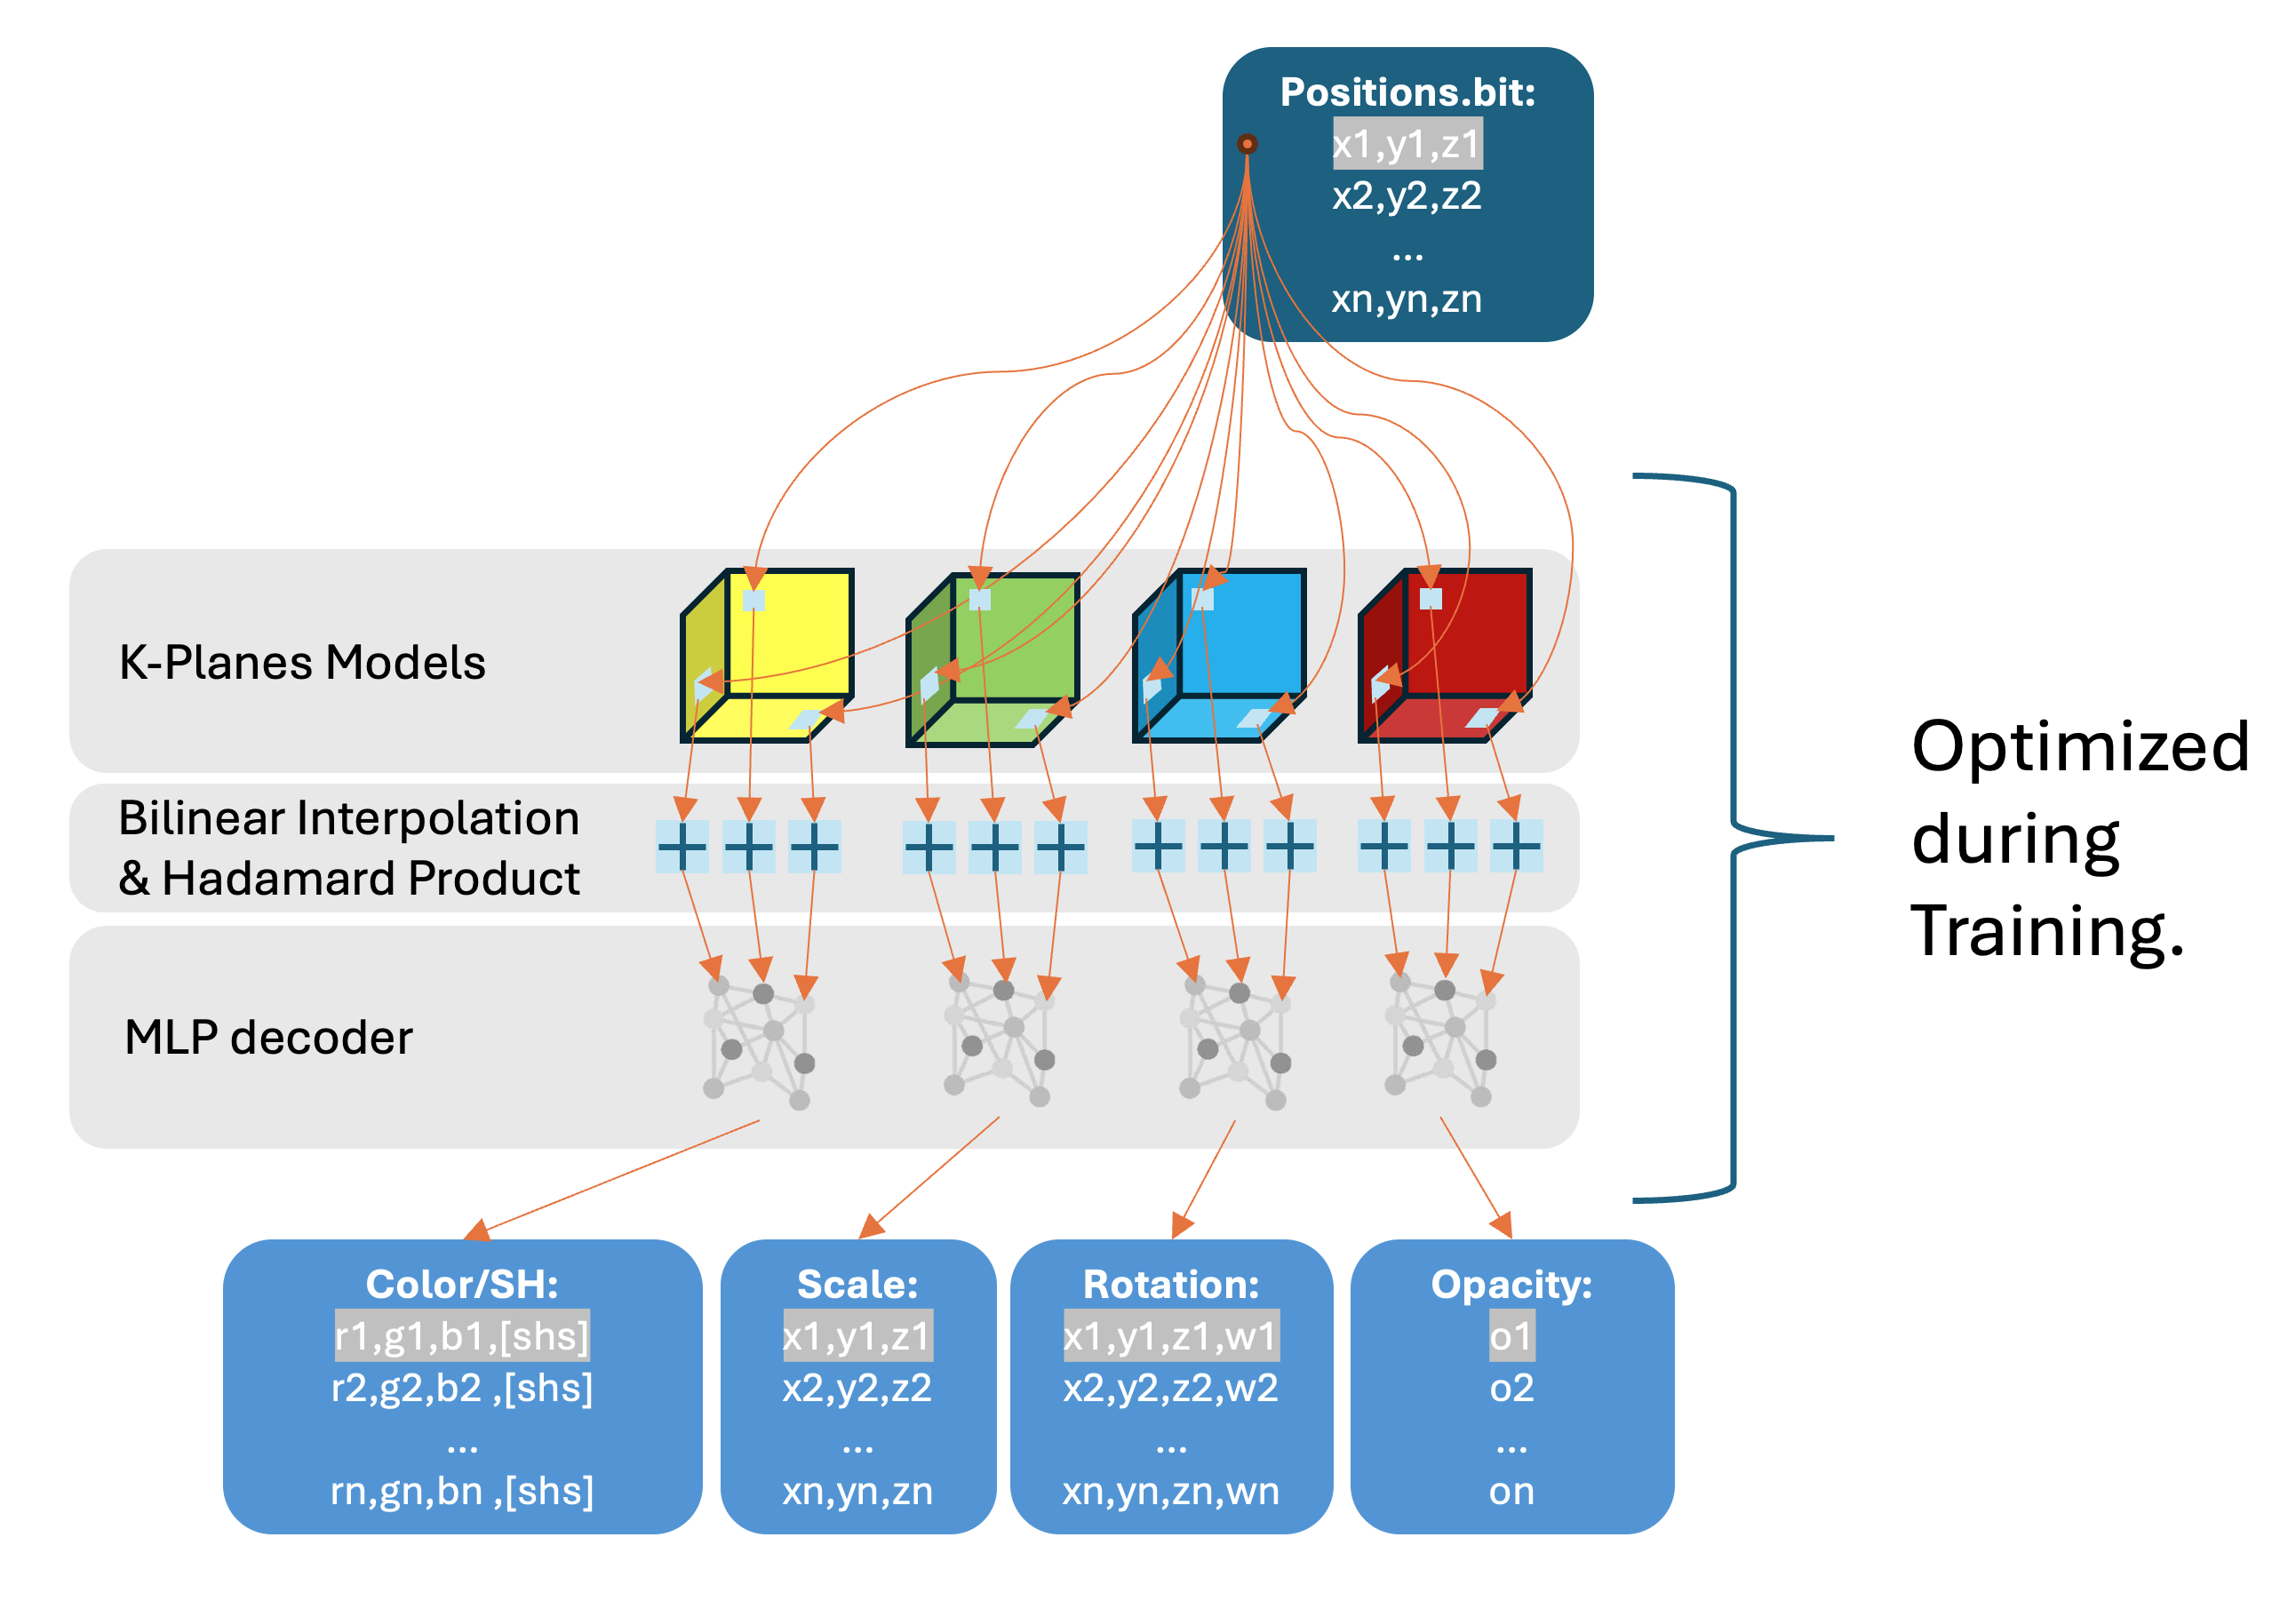 Positions.bit:
x1,y1,z1
x2,y2,z2
...
xn,yn,zn
K-Planes Models
Bilinear Interpolation
& Hadamard Product
MLP decoder
Optimized
during
Training.
Color/SH:
r1,g1,b1,[shs]
r2,g2,b2 ,[shs]
...
rn,gn,bn ,[shs]
Scale:
x1,y1,z1
x2,y2,z2
...
xn,yn,zn
Rotation:
x1,y1,z1,w1
x2,y2,z2,w2
...
xn,yn,zn,wn
Opacity:
o1
o2
...
on